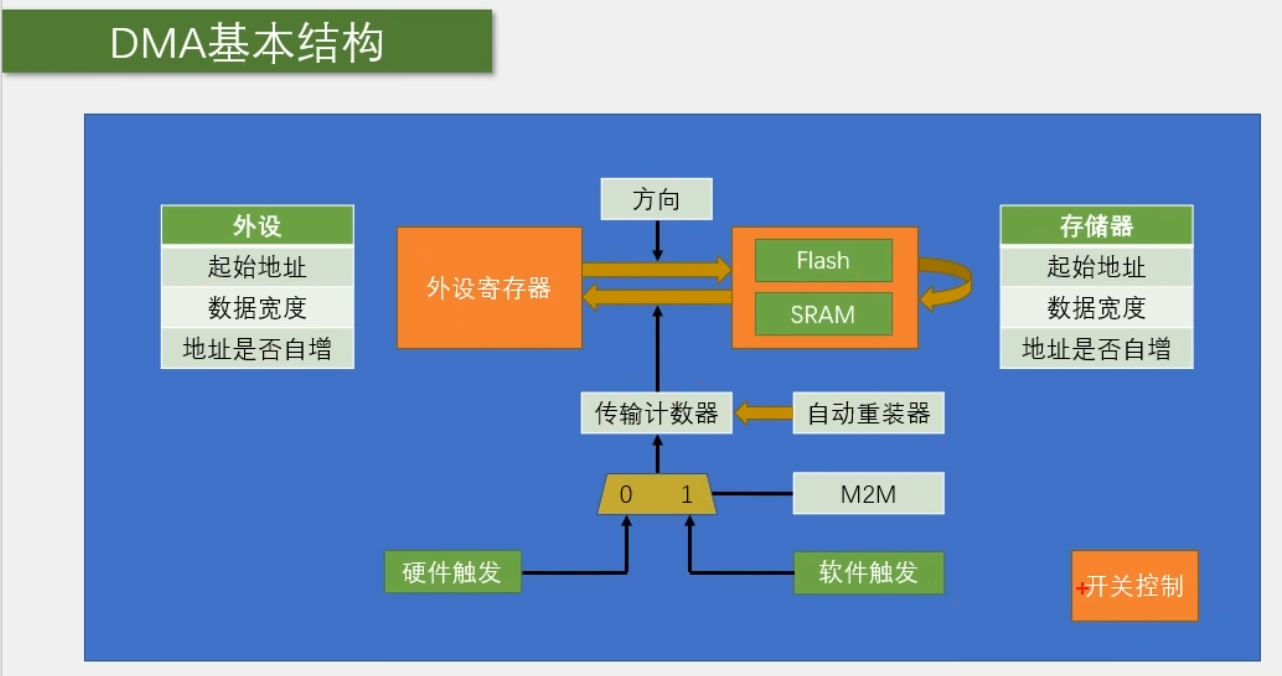 DMA基本结构
方向
外设
起始地址
数据宽度
地址是否自增
外设寄存器
Flash
SRAM
存储器
起始地址
数据宽度
地址是否自增
传输计数器
自动重装器
0 1
M2M
硬件触发
软件触发
开关控制